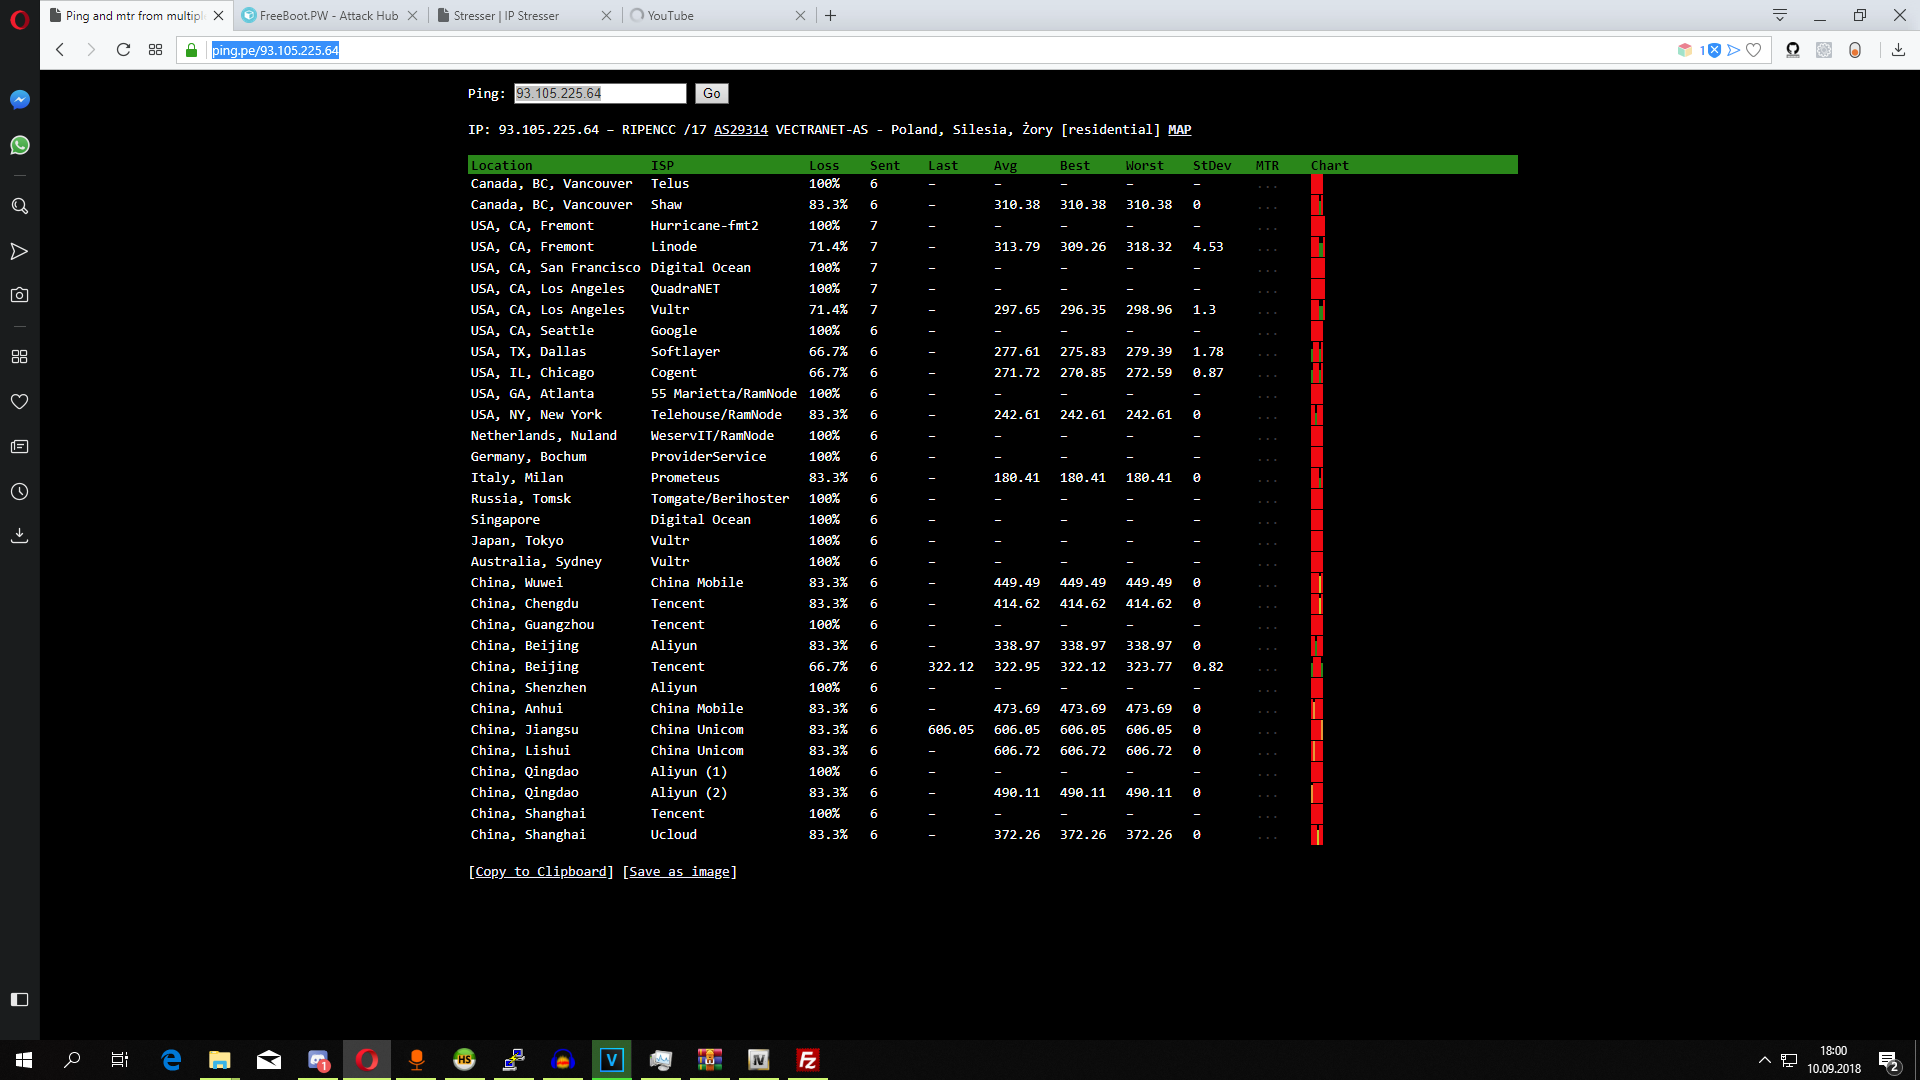 Ping and mtr from multipl
FreeBoot.PW - Attack Hub
Stresser | IP Stresser
YouTube
ping.pe/93.105.225.64
1
Ping: 93.105.225.64 Go
IP: 93.105.225.64 – RIPENCC /17 AS29314 VECTRANET-AS - Poland, Silesia, Żory [residential] MAP
Location ISP Loss Sent Last Avg Best Worst StDev MTR Chart
Canada, BC, Vancouver Telus 100% 6 – – – – – ...
Canada, BC, Vancouver Shaw 83.3% 6 – 310.38 310.38 310.38 0 ...
USA, CA, Fremont Hurricane-fmt2 100% 7 – – – – – ...
USA, CA, Fremont Linode 71.4% 7 – 313.79 309.26 318.32 4.53 ...
USA, CA, San Francisco Digital Ocean 100% 7 – – – – – ...
USA, CA, Los Angeles QuadraNET 100% 7 – – – – – ...
USA, CA, Los Angeles Vultr 71.4% 7 – 297.65 296.35 298.96 1.3 ...
USA, CA, Seattle Google 100% 6 – – – – – ...
USA, TX, Dallas Softlayer 66.7% 6 – 277.61 275.83 279.39 1.78 ...
USA, IL, Chicago Cogent 66.7% 6 – 271.72 270.85 272.59 0.87 ...
USA, GA, Atlanta 55 Marietta/RamNode 100% 6 – – – – – ...
USA, NY, New York Telehouse/RamNode 83.3% 6 – 242.61 242.61 242.61 0 ...
Netherlands, Nuland WeservIT/RamNode 100% 6 – – – – – ...
Germany, Bochum ProviderService 100% 6 – – – – – ...
Italy, Milan Prometeus 83.3% 6 – 180.41 180.41 180.41 0 ...
Russia, Tomsk Tomgate/Berihoster 100% 6 – – – – – ...
Singapore Digital Ocean 100% 6 – – – – – ...
Japan, Tokyo Vultr 100% 6 – – – – – ...
Australia, Sydney Vultr 100% 6 – – – – – ...
China, Wuwei China Mobile 83.3% 6 – 449.49 449.49 449.49 0 ...
China, Chengdu Tencent 83.3% 6 – 414.62 414.62 414.62 0 ...
China, Guangzhou Tencent 100% 6 – – – – – ...
China, Beijing Aliyun 83.3% 6 – 338.97 338.97 338.97 0 ...
China, Beijing Tencent 66.7% 6 322.12 322.95 322.12 323.77 0.82 ...
China, Shenzhen Aliyun 100% 6 – – – – – ...
China, Anhui China Mobile 83.3% 6 – 473.69 473.69 473.69 0 ...
China, Jiangsu China Unicom 83.3% 6 606.05 606.05 606.05 606.05 0 ...
China, Lishui China Unicom 83.3% 6 – 606.72 606.72 606.72 0 ...
China, Qingdao Aliyun (1) 100% 6 – – – – – ...
China, Qingdao Aliyun (2) 83.3% 6 – 490.11 490.11 490.11 0 ...
China, Shanghai Tencent 100% 6 – – – – – ...
China, Shanghai Ucloud 83.3% 6 – 372.26 372.26 372.26 0 ...
[Copy to Clipboard] [Save as image]
1
HS
V
IV
Fz
18:00
10.09.2018
2